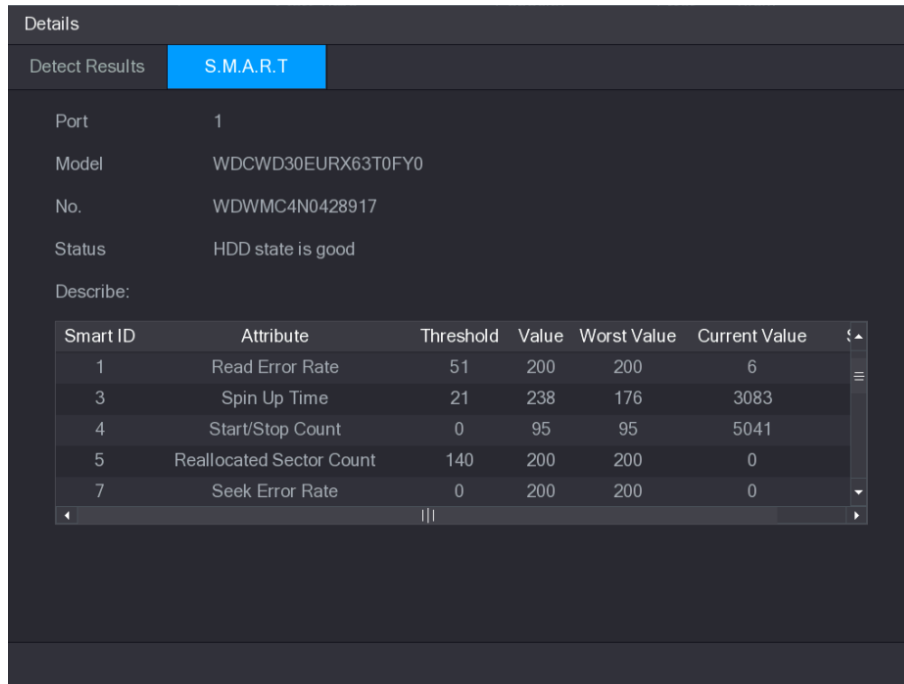 Details
Detect Results S.M.A.R.T
Port 1
Model WDCWD30EURX63T0FY0
No. WDWMC4N0428917
Status HDD state is good
Describe:
Smart ID Attribute Threshold Value Worst Value Current Value
1 Read Error Rate 51 200 200 6
3 Spin Up Time 21 238 176 3083
4 Start/Stop Count 0 95 95 5041
5 Reallocated Sector Count 140 200 200 0
7 Seek Error Rate 0 200 200 0